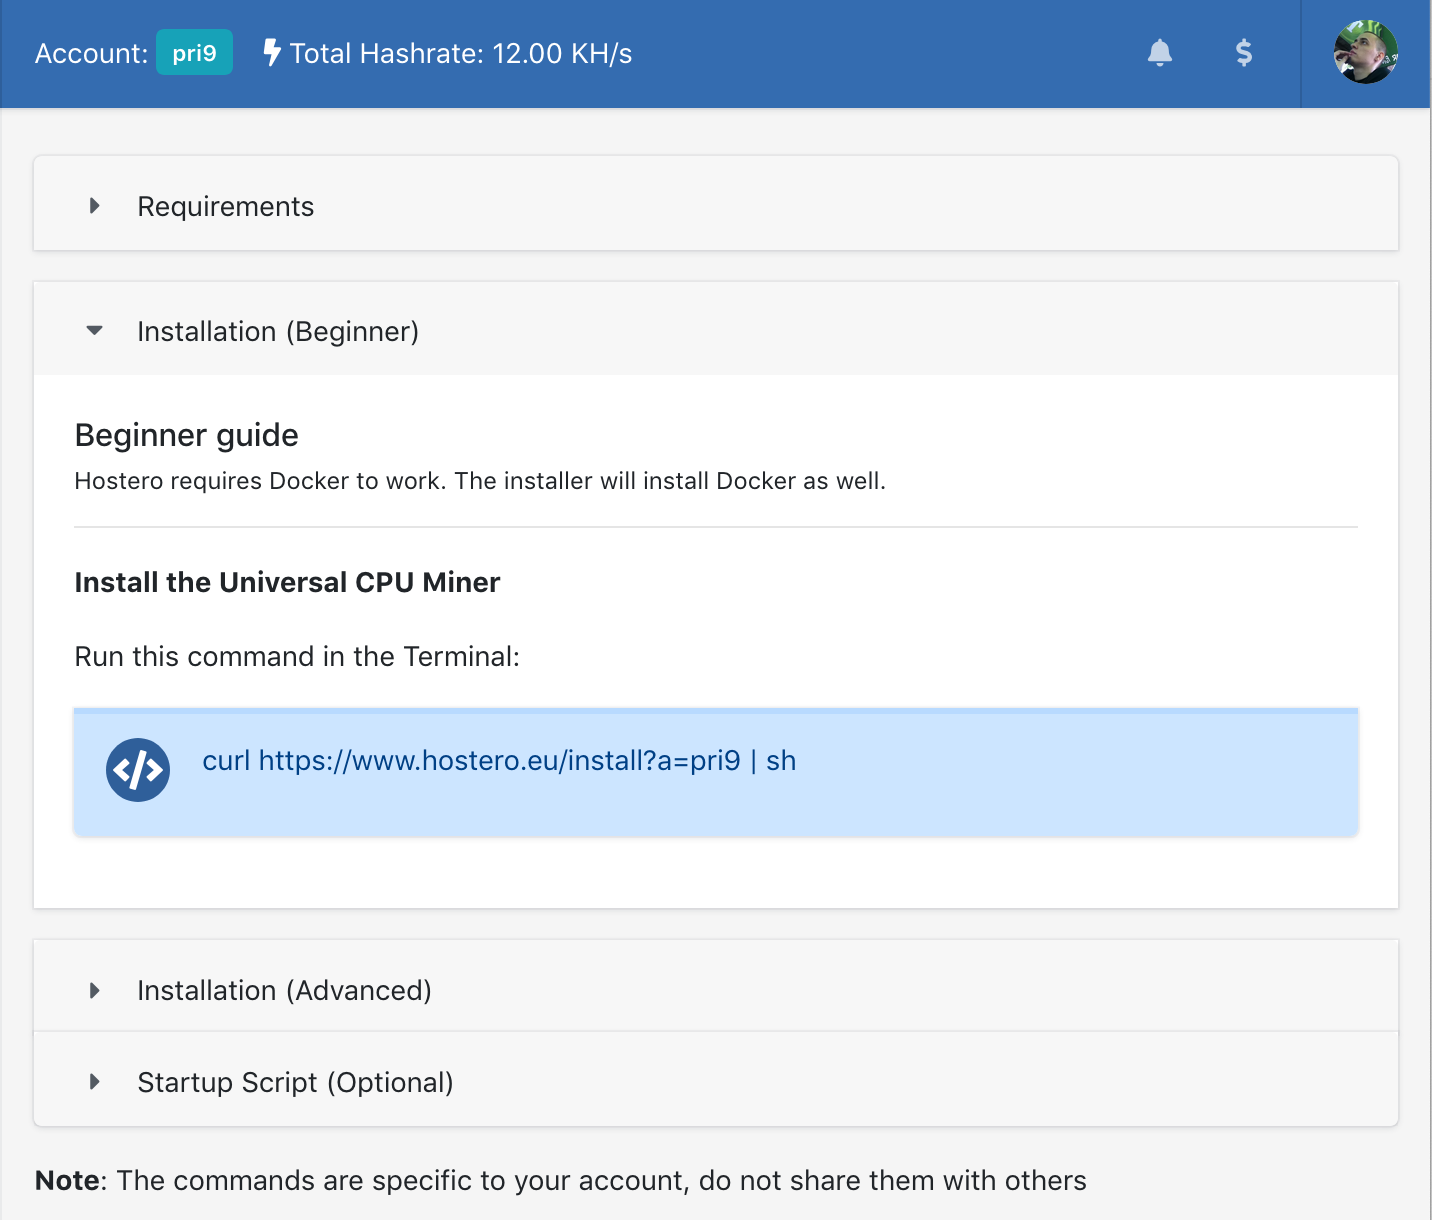 Account: pri9 Total Hashrate: 12.00 KH/s
Requirements
Installation (Beginner)
Beginner guide
Hostero requires Docker to work. The installer will install Docker as well.
Install the Universal CPU Miner
Run this command in the Terminal:
curl https://www.hostero.eu/install?a=pri9 | sh
Installation (Advanced)
Startup Script (Optional)
Note: The commands are specific to your account, do not share them with others